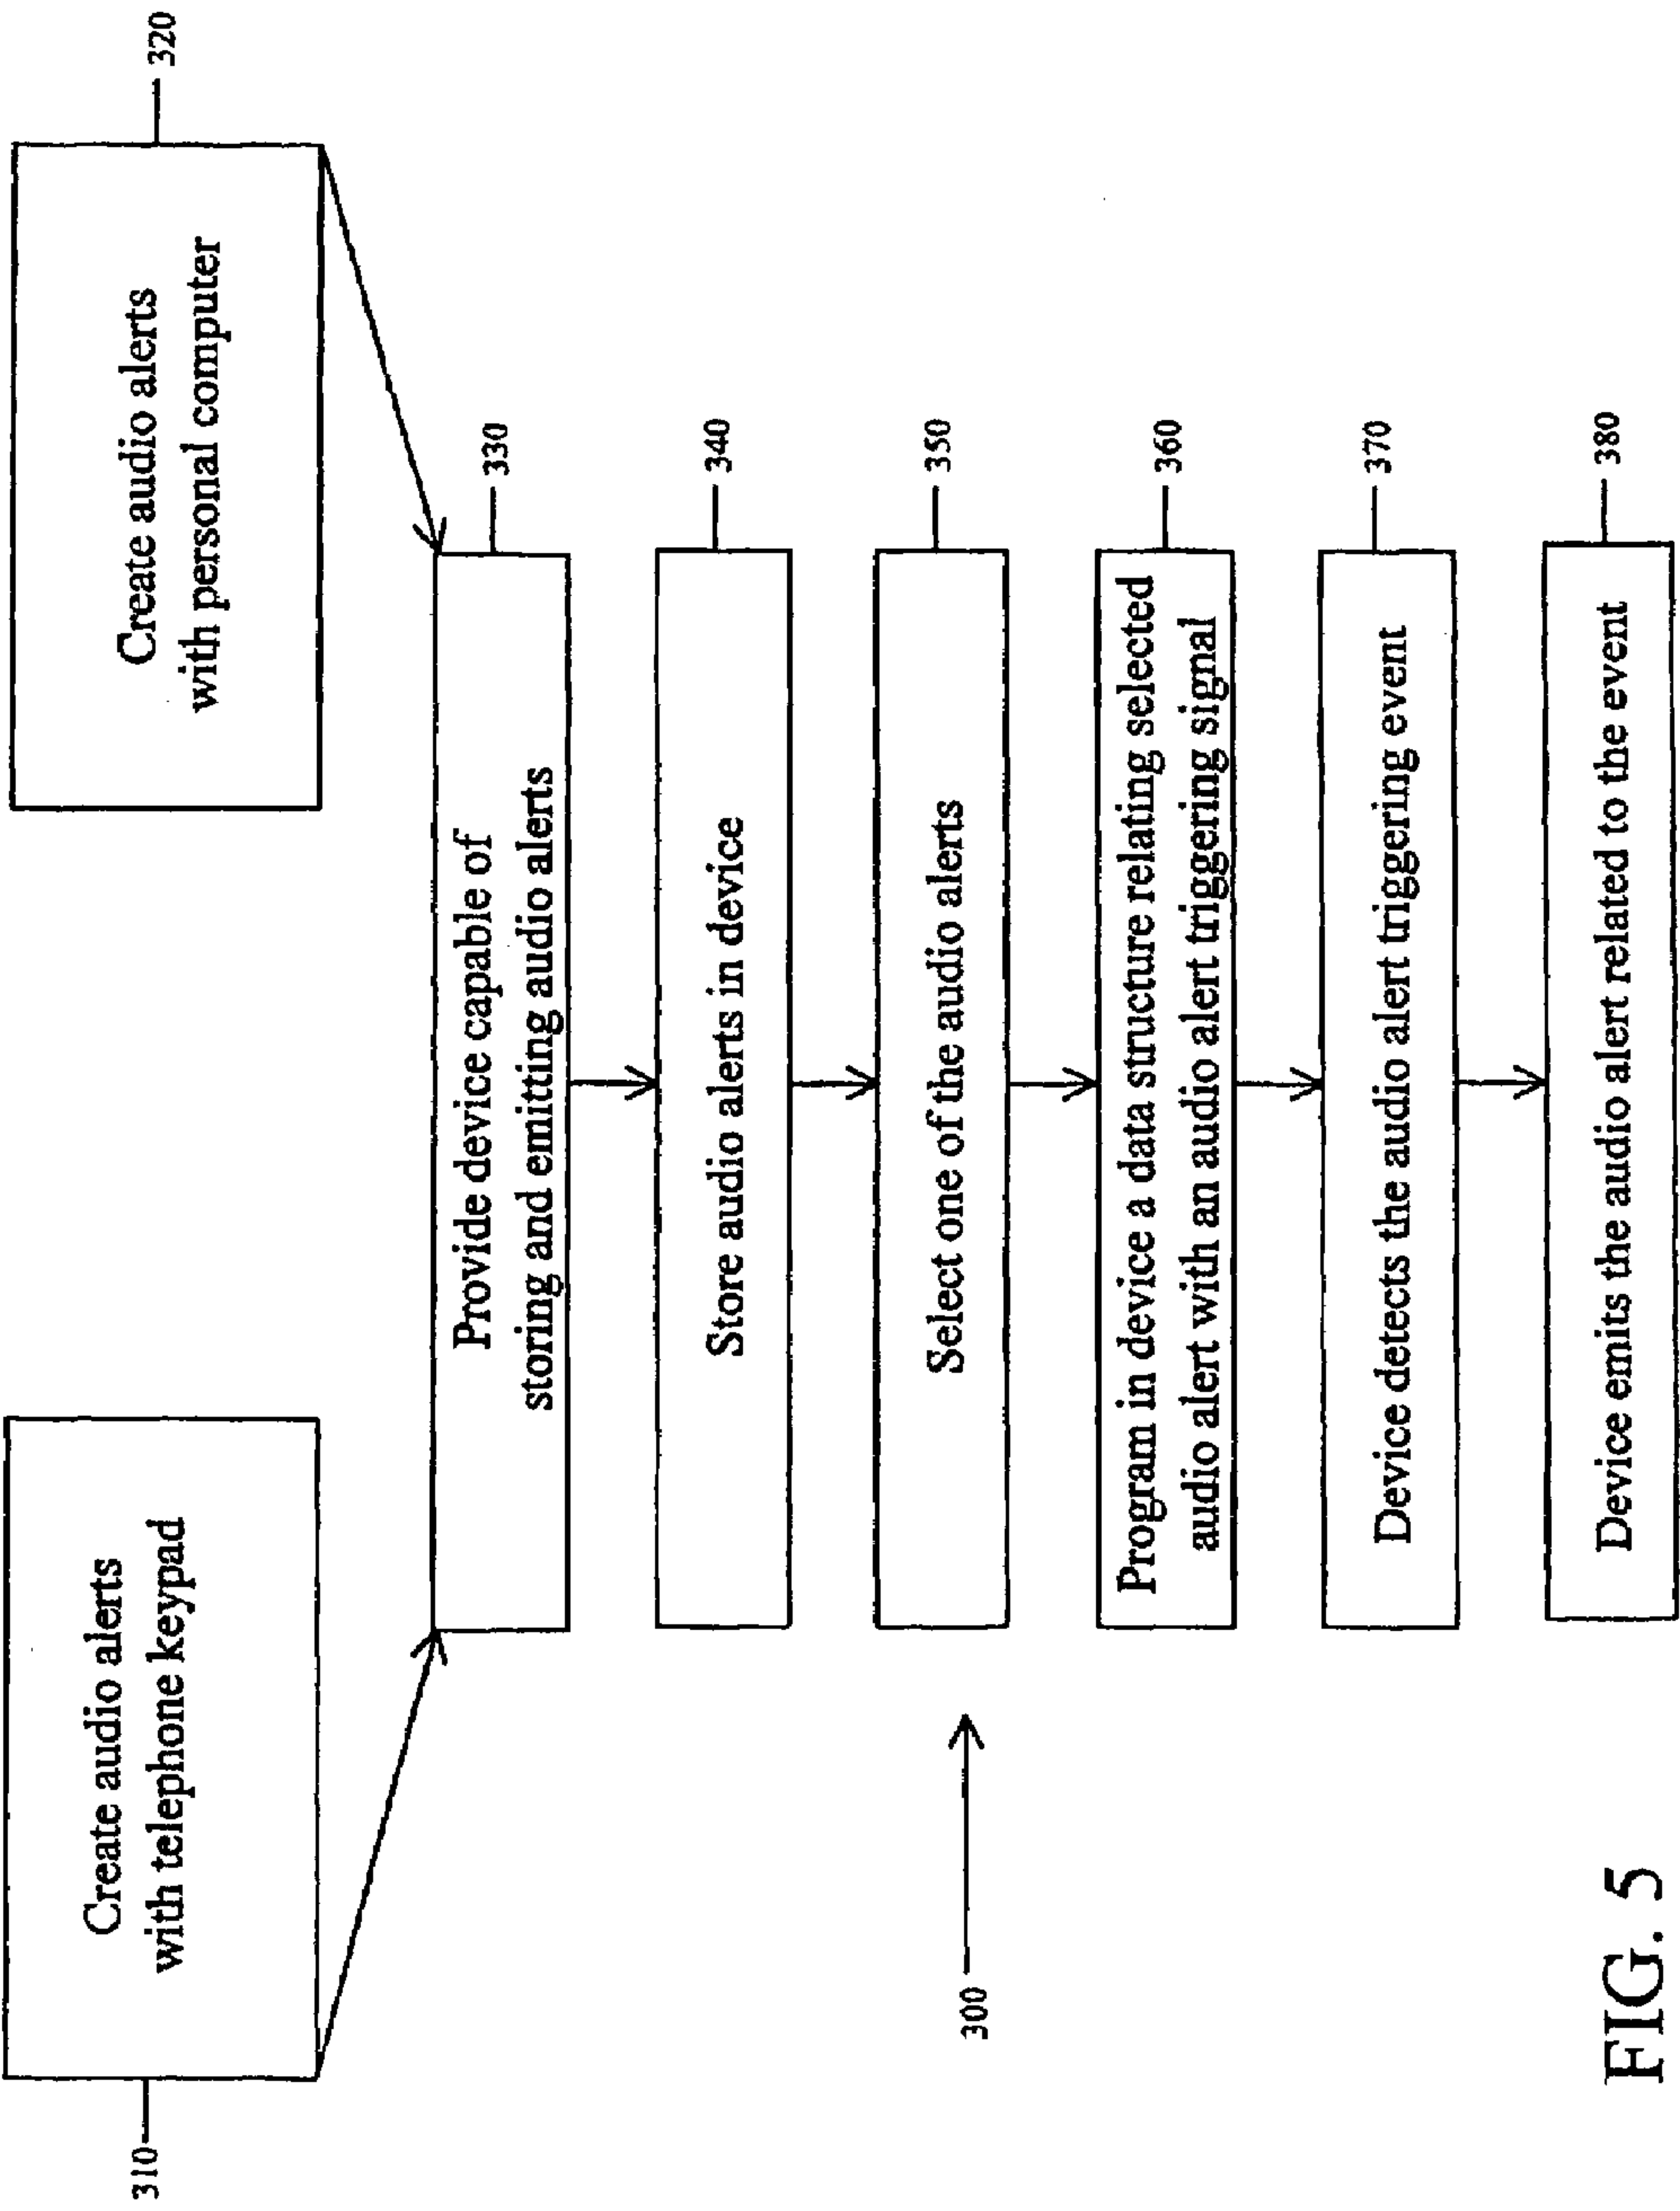 Create audio alerts
with telephone keypad
310
Create audio alerts
with personal computer
320
Provide device capable of
storing and emitting audio alerts
330
Store audio alerts in device
340
Select one of the audio alerts
350
300
Program in device a data structure relating selected
audio alert with an audio alert triggering signal
360
Device detects the audio alert triggering event
370
Device emits the audio alert related to the event
380
FIG. 5